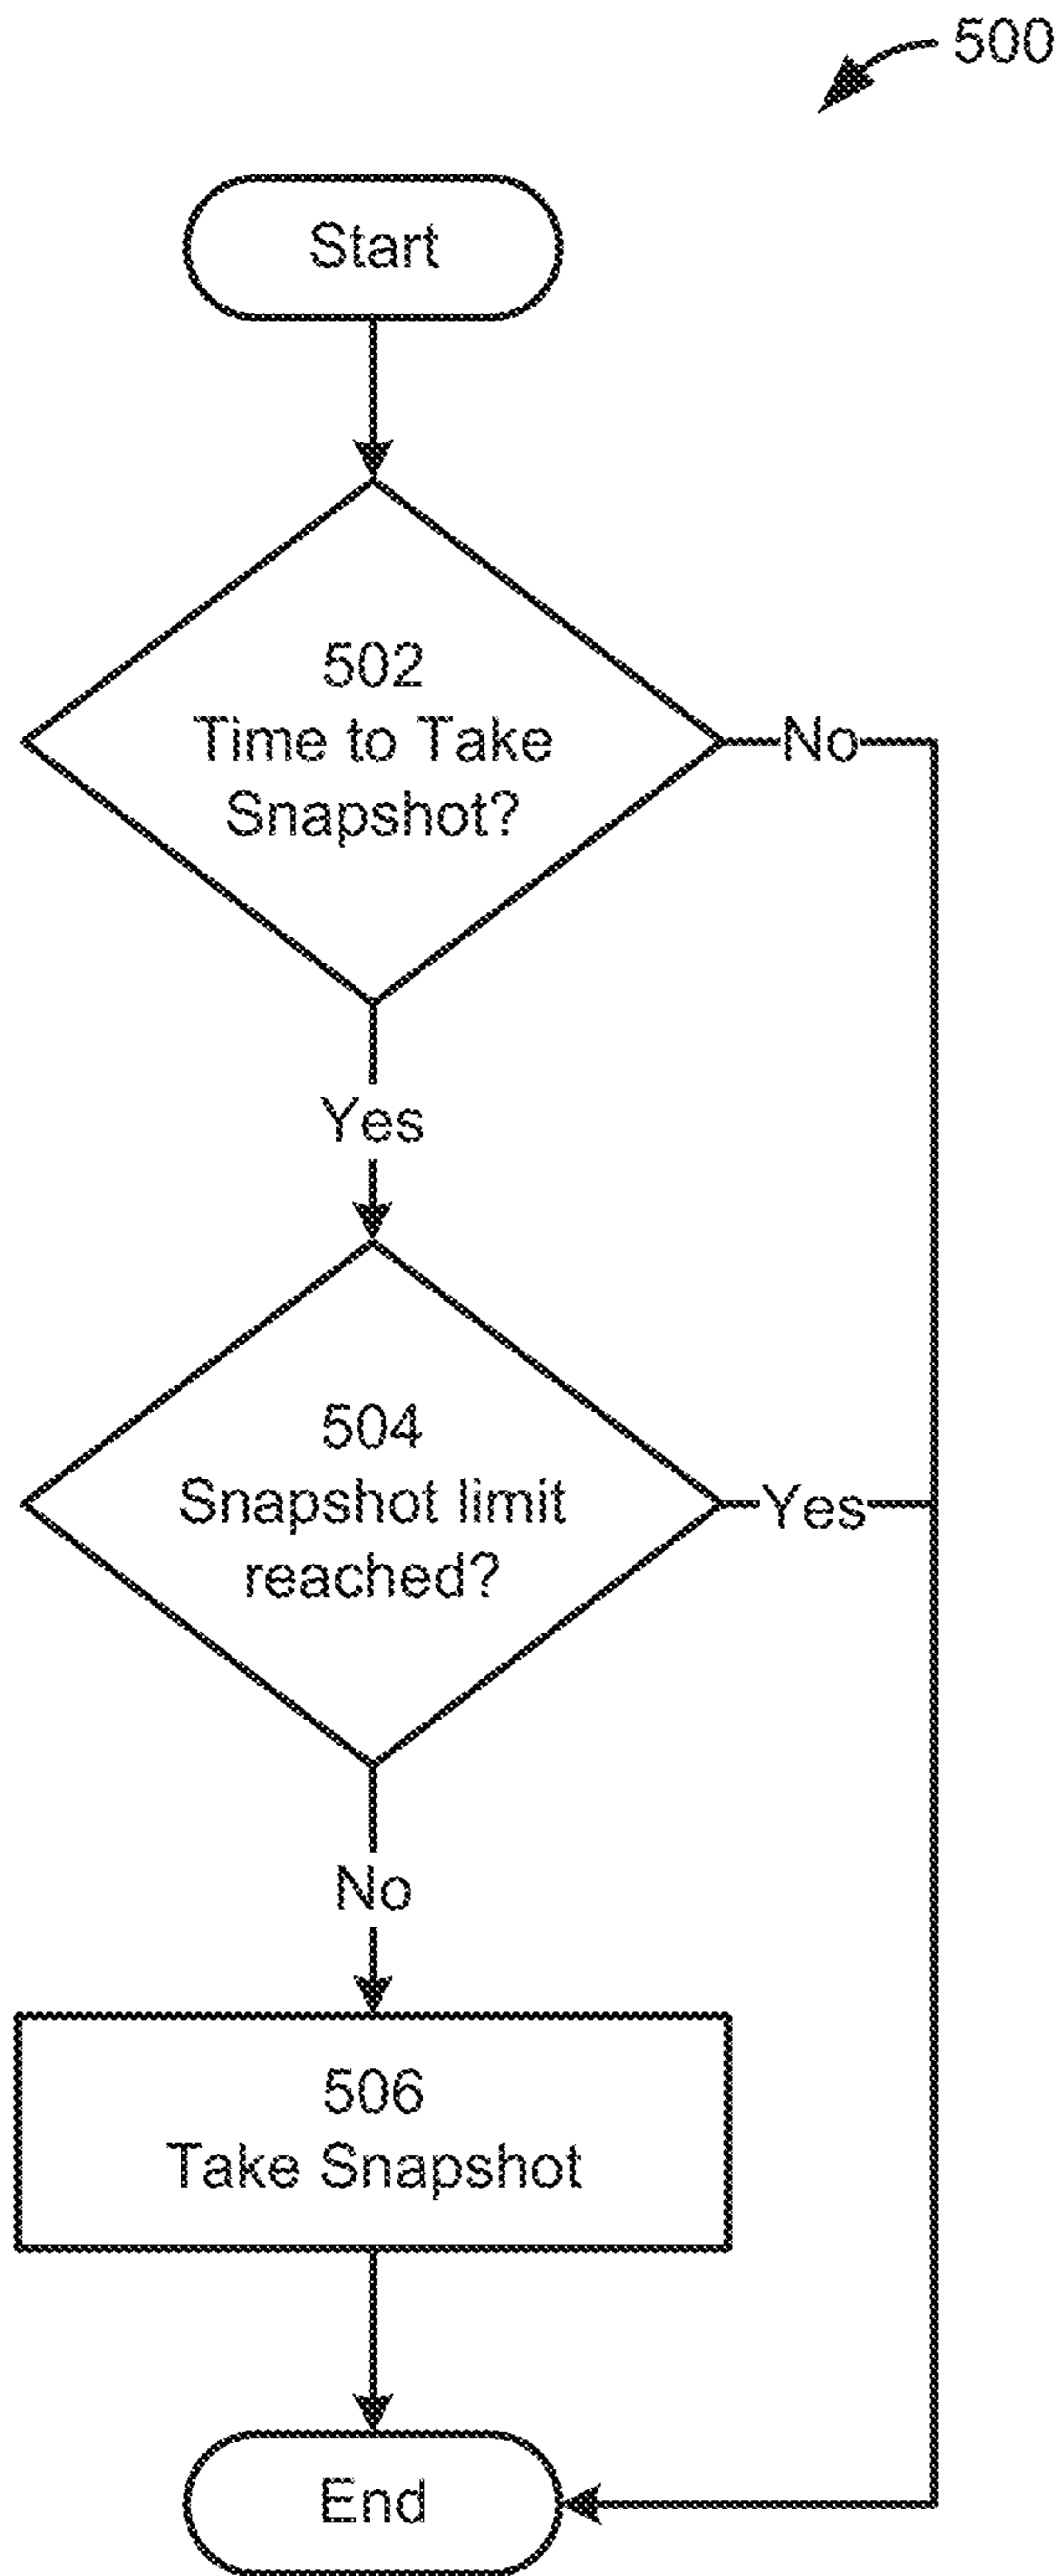 500
Start
502
Time to Take
Snapshot?
No
Yes
504
Snapshot limit
reached?
Yes
No
506
Take Snapshot
End